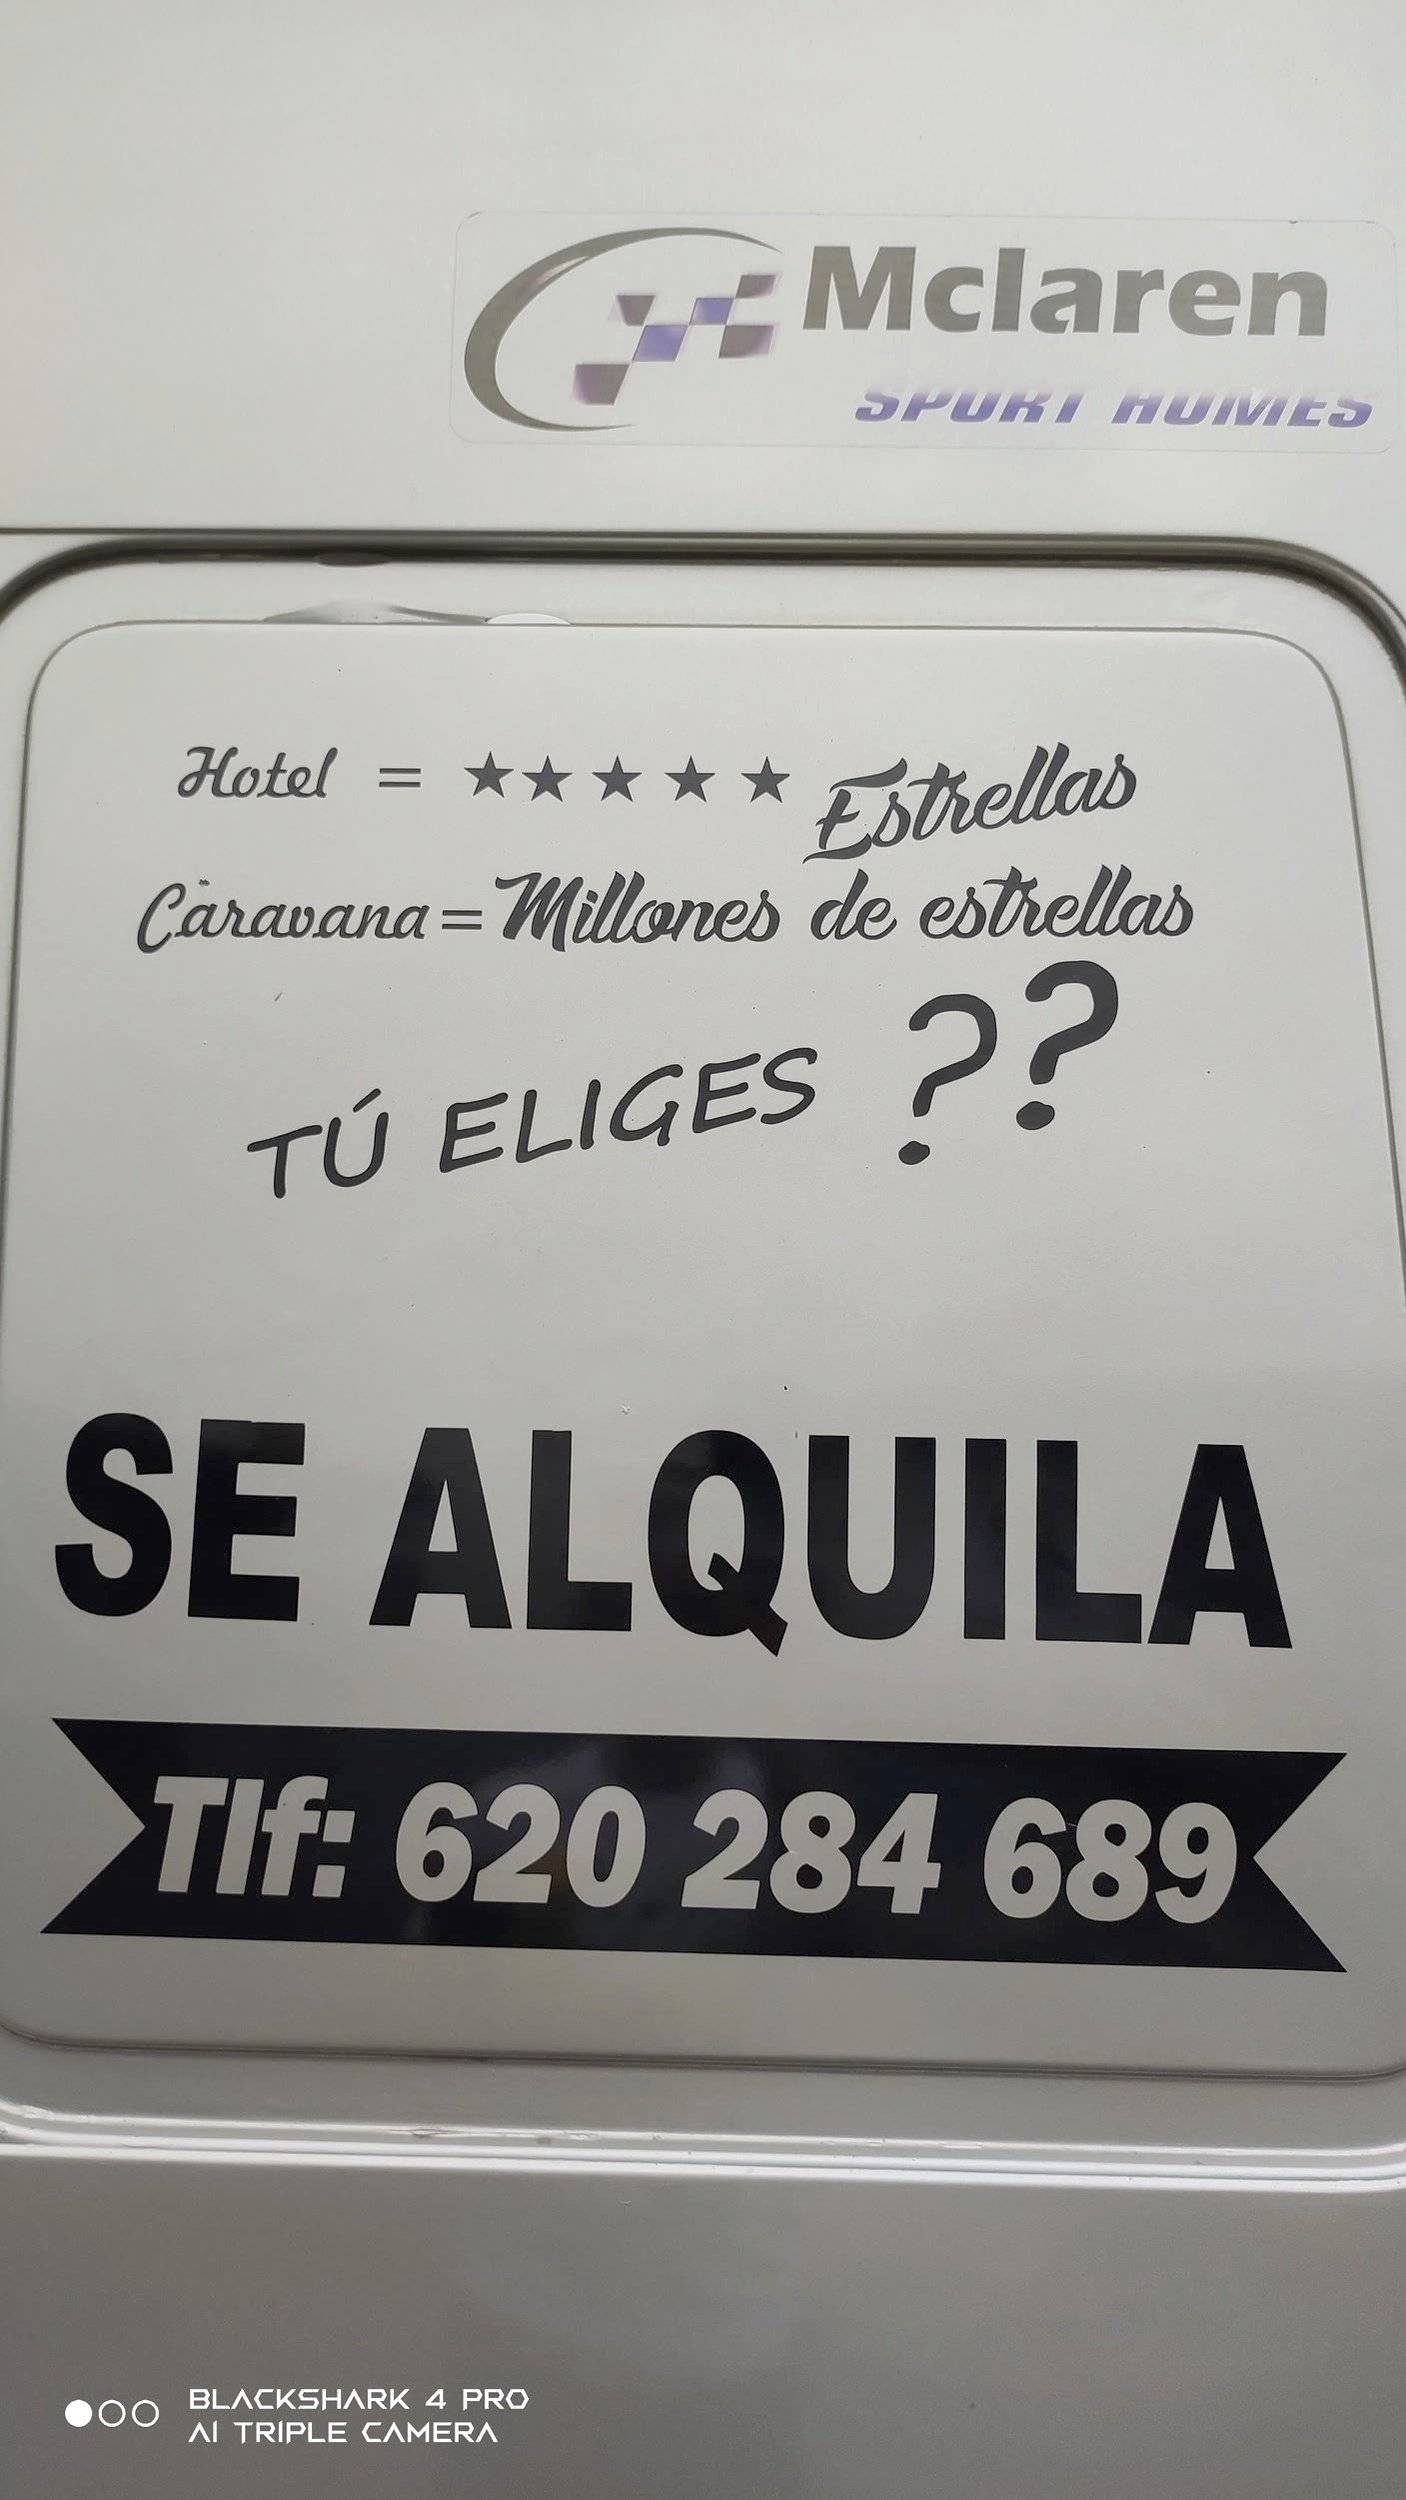 Mclaren
SPORT HOMES
Hotel = ★★★★★ Estrellas
Caravana = Millones de estrellas
TÚ ELIGES ??
SE ALQUILA
Tlf: 620 284 689
BLACKSHARK 4 PRO
AI TRIPLE CAMERA